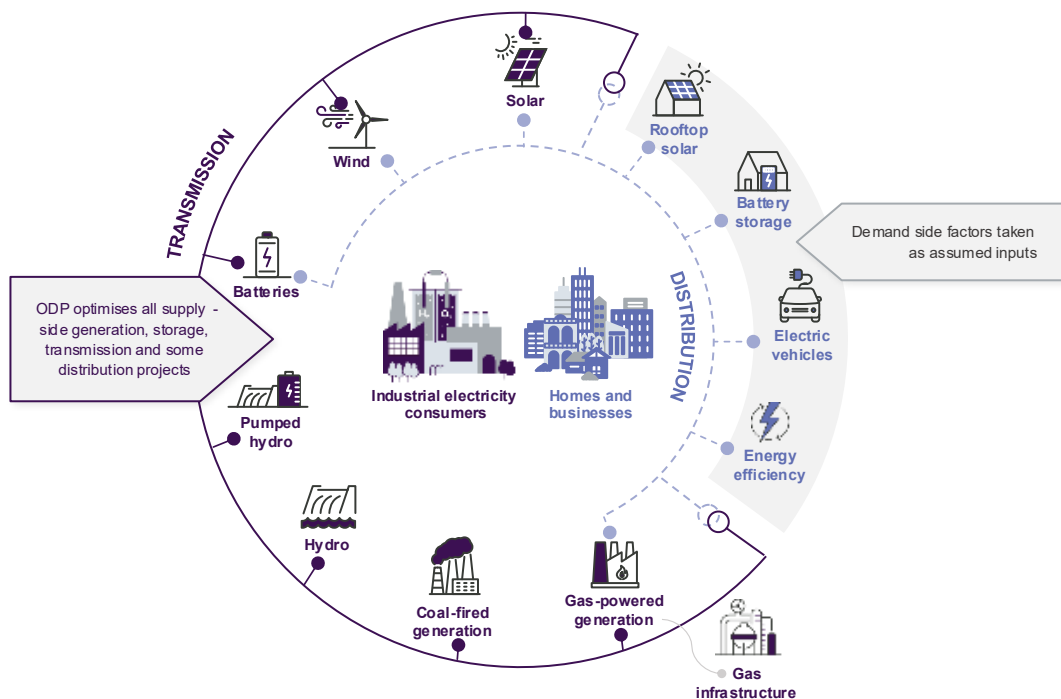 Solar
Rooftop
solar
Wind
TRANSMISSION
Battery
storage
Demand side factors taken
as assumed inputs
Batteries
DISTRIBUTION
ODP optimises all supply -
side generation, storage,
transmission and some
distribution projects
Electric
vehicles
Industrial electricity
consumers
Homes and
businesses
Pumped
hydro
Energy
efficiency
Hydro
Coal-fired
generation
Gas-powered
generation
Gas
infrastructure